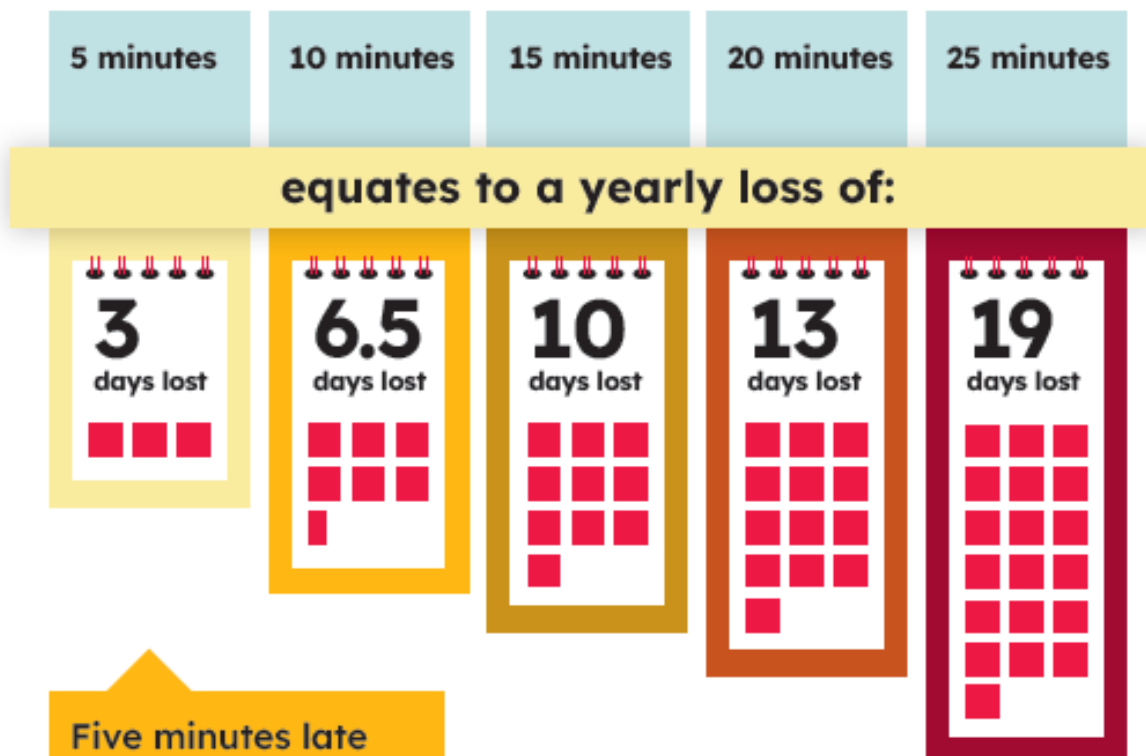 5 minutes
10 minutes
15 minutes
20 minutes
25 minutes
equates to a yearly loss of:
3
days lost
6.5
days lost
10
days lost
13
days lost
19
days lost
Five minutes late